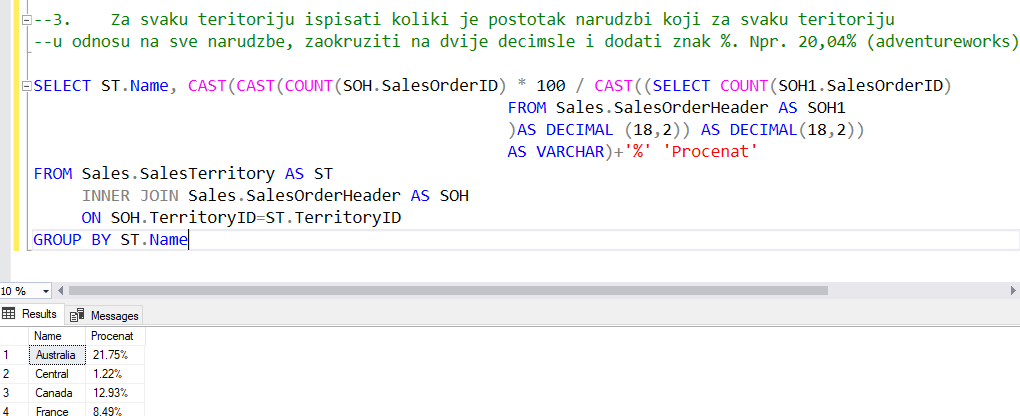 --3. Za svaku teritoriju ispisati koliki je postotak narudzbi koji za svaku teritoriju
--u odnosu na sve narudzbe, zaokruziti na dvije decimsle i dodati znak %. Npr. 20,04% (adventureworks)
SELECT ST.Name, CAST(CAST(COUNT(SOH.SalesOrderID) * 100 / CAST((SELECT COUNT(SOH1.SalesOrderID)
FROM Sales.SalesOrderHeader AS SOH1
)AS DECIMAL (18,2)) AS DECIMAL(18,2))
AS VARCHAR)+'%' 'Procenat'
FROM Sales.SalesTerritory AS ST
INNER JOIN Sales.SalesOrderHeader AS SOH
ON SOH.TerritoryID=ST.TerritoryID
GROUP BY ST.Name
10 %
Results Messages
Name Procenat
1 Australia 21.75%
2 Central 1.22%
3 Canada 12.93%
4 France 8.49%